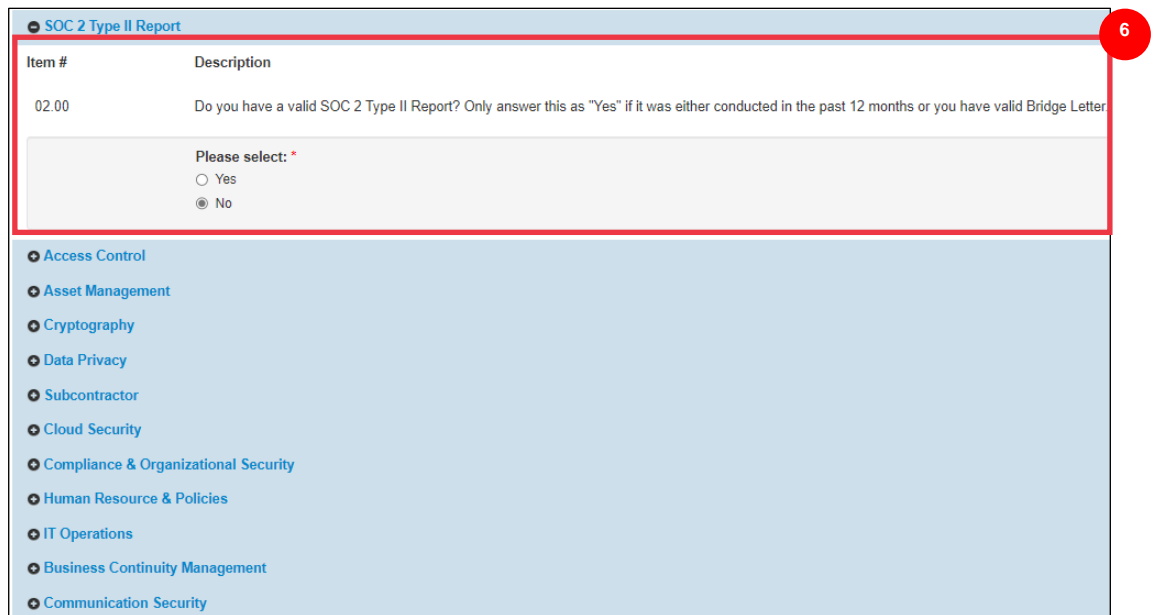 SOC 2 Type II Report
6
Item # Description
02.00 Do you have a valid SOC 2 Type II Report? Only answer this as "Yes" if it was either conducted in the past 12 months or you have valid Bridge Letter.
Please select: *
Yes
No
Access Control
Asset Management
Cryptography
Data Privacy
Subcontractor
Cloud Security
Compliance & Organizational Security
Human Resource & Policies
IT Operations
Business Continuity Management
Communication Security